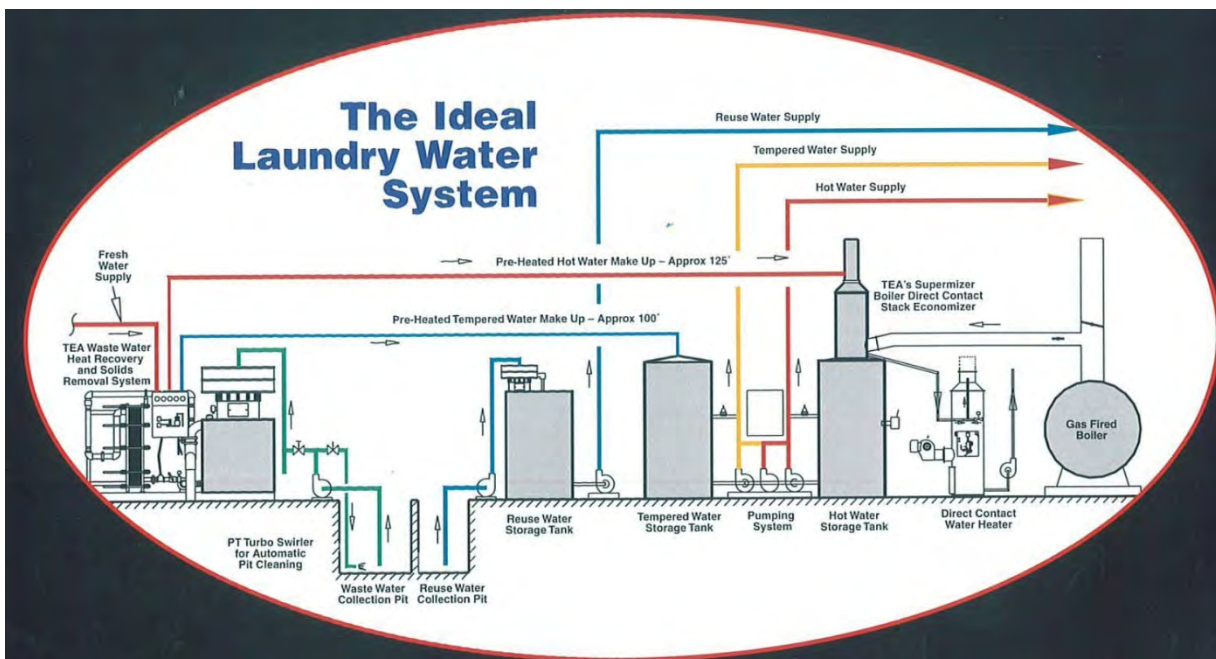 The Ideal
Laundry Water
System
Reuse Water Supply
Tempered Water Supply
Hot Water Supply
Fresh
Water
Supply
Pre-Heated Hot Water Make Up – Approx 125°
TEA's Supermizer
Boiler Direct Contact
Stack Economizer
Pre-Heated Tempered Water Make Up – Approx 100°
TEA Waste Water
Heat Recovery
and Solids
Removal System
Gas Fired
Boiler
Reuse Water
Storage Tank
Tempered Water
Storage Tank
Pumping
System
Hot Water
Storage Tank
Direct Contact
Water Heater
PT Turbo Swirler
for Automatic
Pit Cleaning
Waste Water
Collection Pit
Reuse Water
Collection Pit